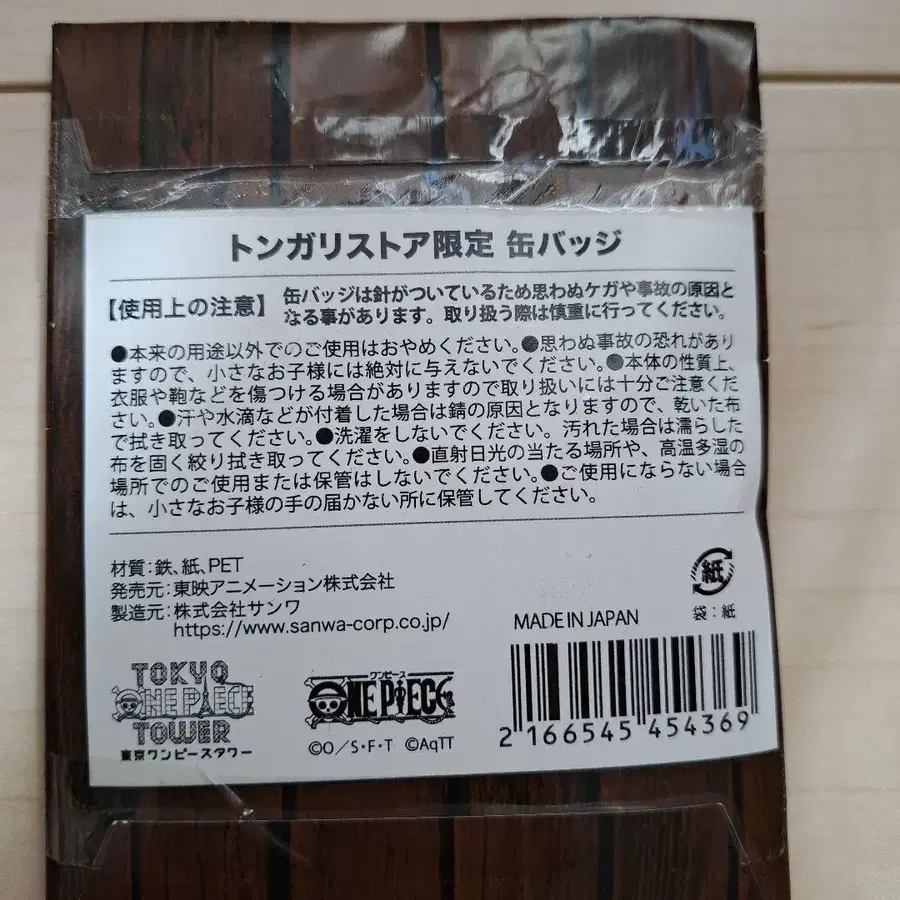 トンガリストア限定 缶バッジ
【使用上の注意】 缶バッジは針がついているため思わぬケガや事故の原因と
なる事があります。取り扱う際は慎重に行ってください。
●本来の用途以外でのご使用はおやめください。●思わぬ事故の恐れがあり
ますので、小さなお子様には絶対に与えないでください。●本体の性質上、
衣服や鞄などを傷つける場合がありますので取り扱いには十分ご注意くだ
さい。●汗や水滴などが付着した場合は錆の原因となりますので、乾いた布
で拭き取ってください。●洗濯をしないでください。汚れた場合は濡らした
布を固く絞り拭き取ってください。●直射日光の当たる場所や、高温多湿の
場所でのご使用または保管はしないでください。●ご使用にならない場合
は、小さなお子様の手の届かない所に保管してください。
材質:鉄、紙、PET
発売元:東映アニメーション株式会社
製造元:株式会社サンワ
https://www.sanwa-corp.co.jp/
紙
袋:紙
MADE IN JAPAN
TOKYO
ONE PIECE
TOWER
東京ワンピースタワー
ワンピース
ONE PIECE
©O/S・F・T ©AqTT
2 166545 454369